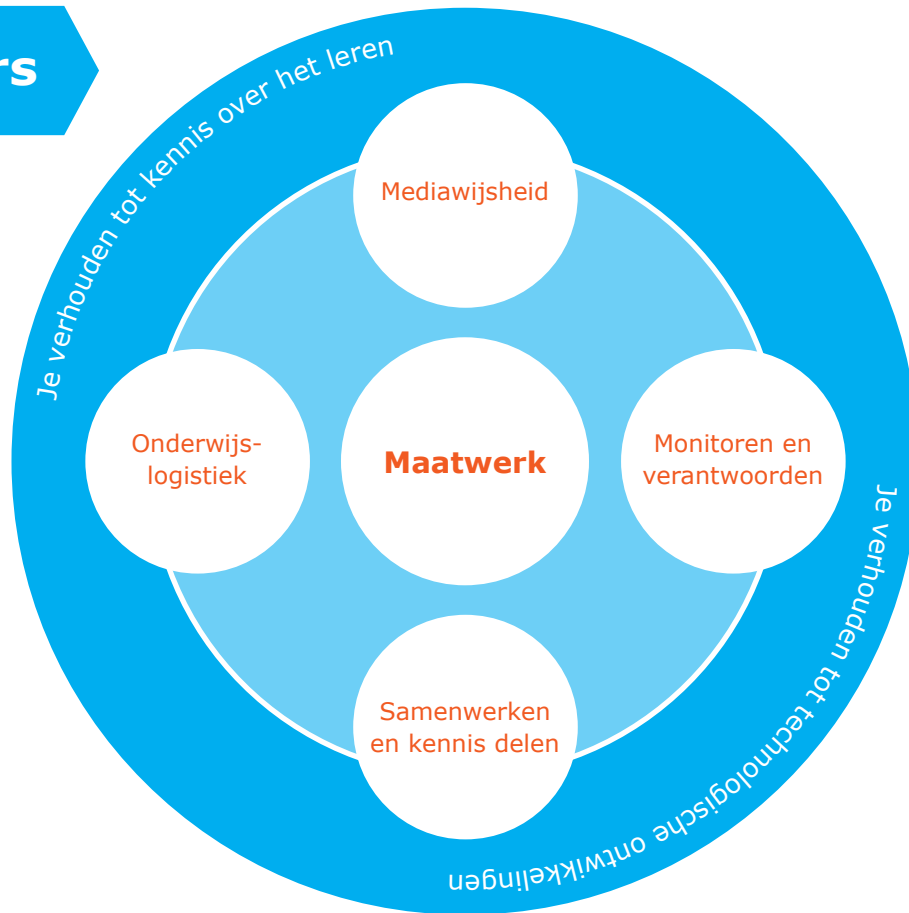 rs
Je verhouden tot kennis over het leren
Mediawijsheid
Onderwijs-
logistiek
Maatwerk
Monitoren en
verantwoorden
Samenwerken
en kennis delen
Je verhouden tot technologische ontwikkelingen